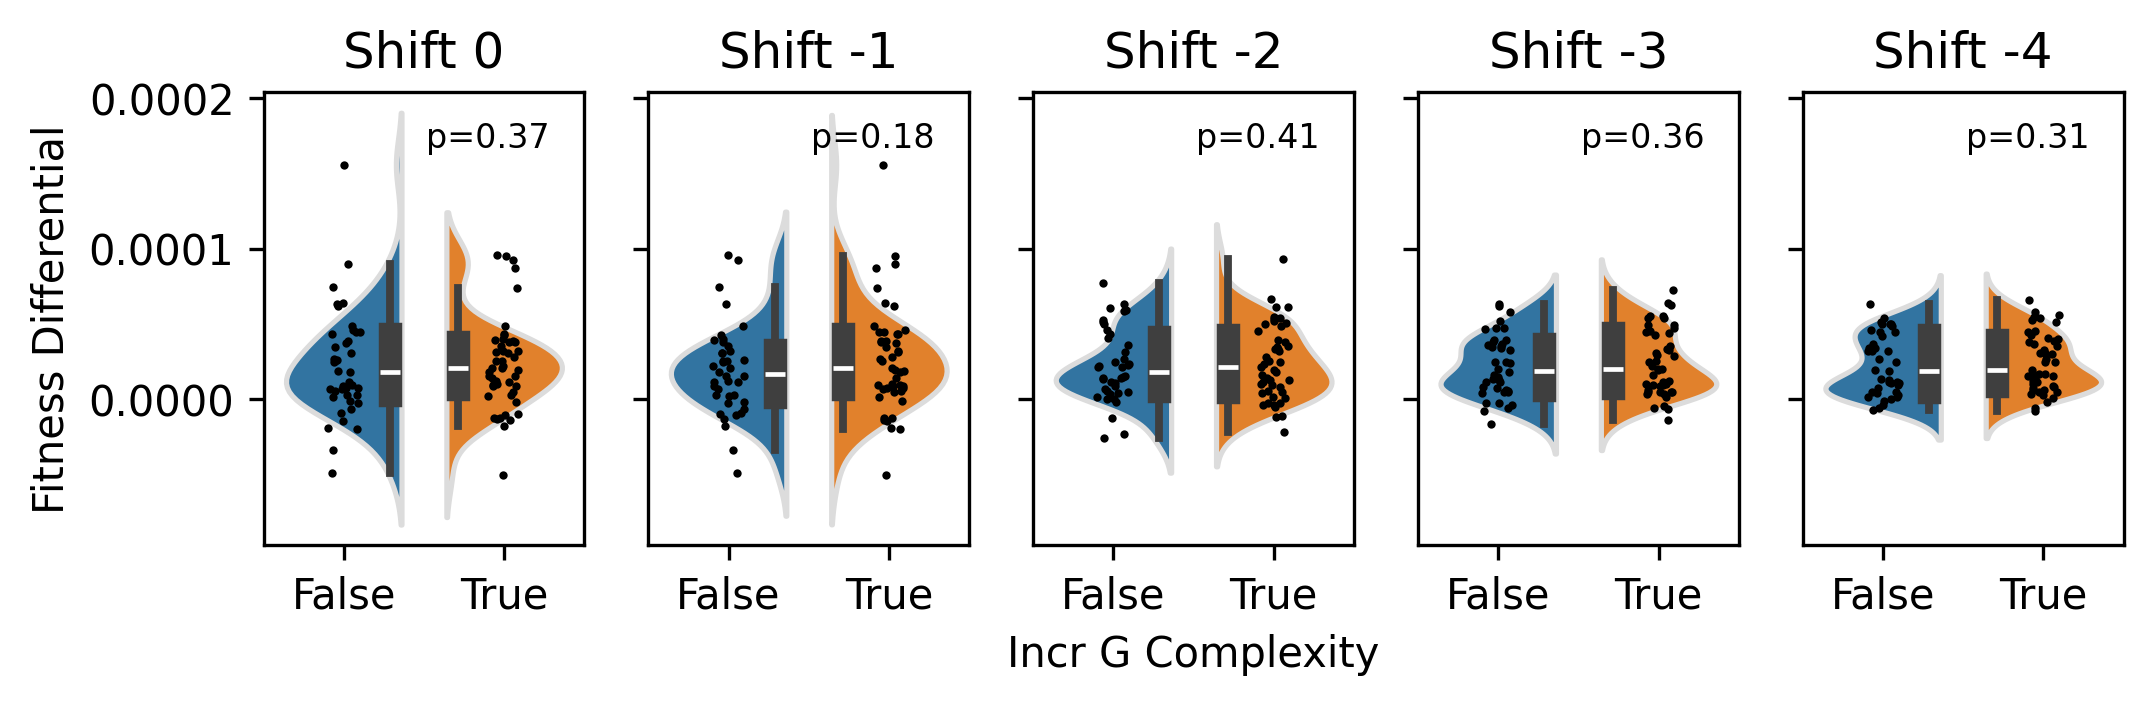 Shift 0 Shift -1 Shift -2 Shift -3 Shift -4
Fitness Differential
0.0002
0.0001
0.0000
p=0.37 p=0.18 p=0.41 p=0.36 p=0.31
False True False True False True False True False True
Incr G Complexity